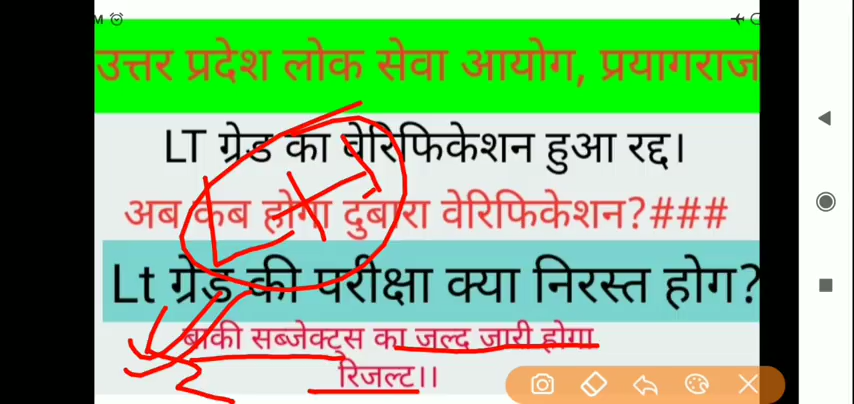 उत्तर प्रदेश लोक सेवा आयोग, प्रयागराज
LT ग्रेड का वेरिफिकेशन हुआ रद्द।
अब कब होगा दुबारा वेरिफिकेशन?###
Lt ग्रेड की परीक्षा क्या निरस्त होग?
बाकी सब्जेक्ट्स का जल्द जारी होगा
रिजल्ट।।